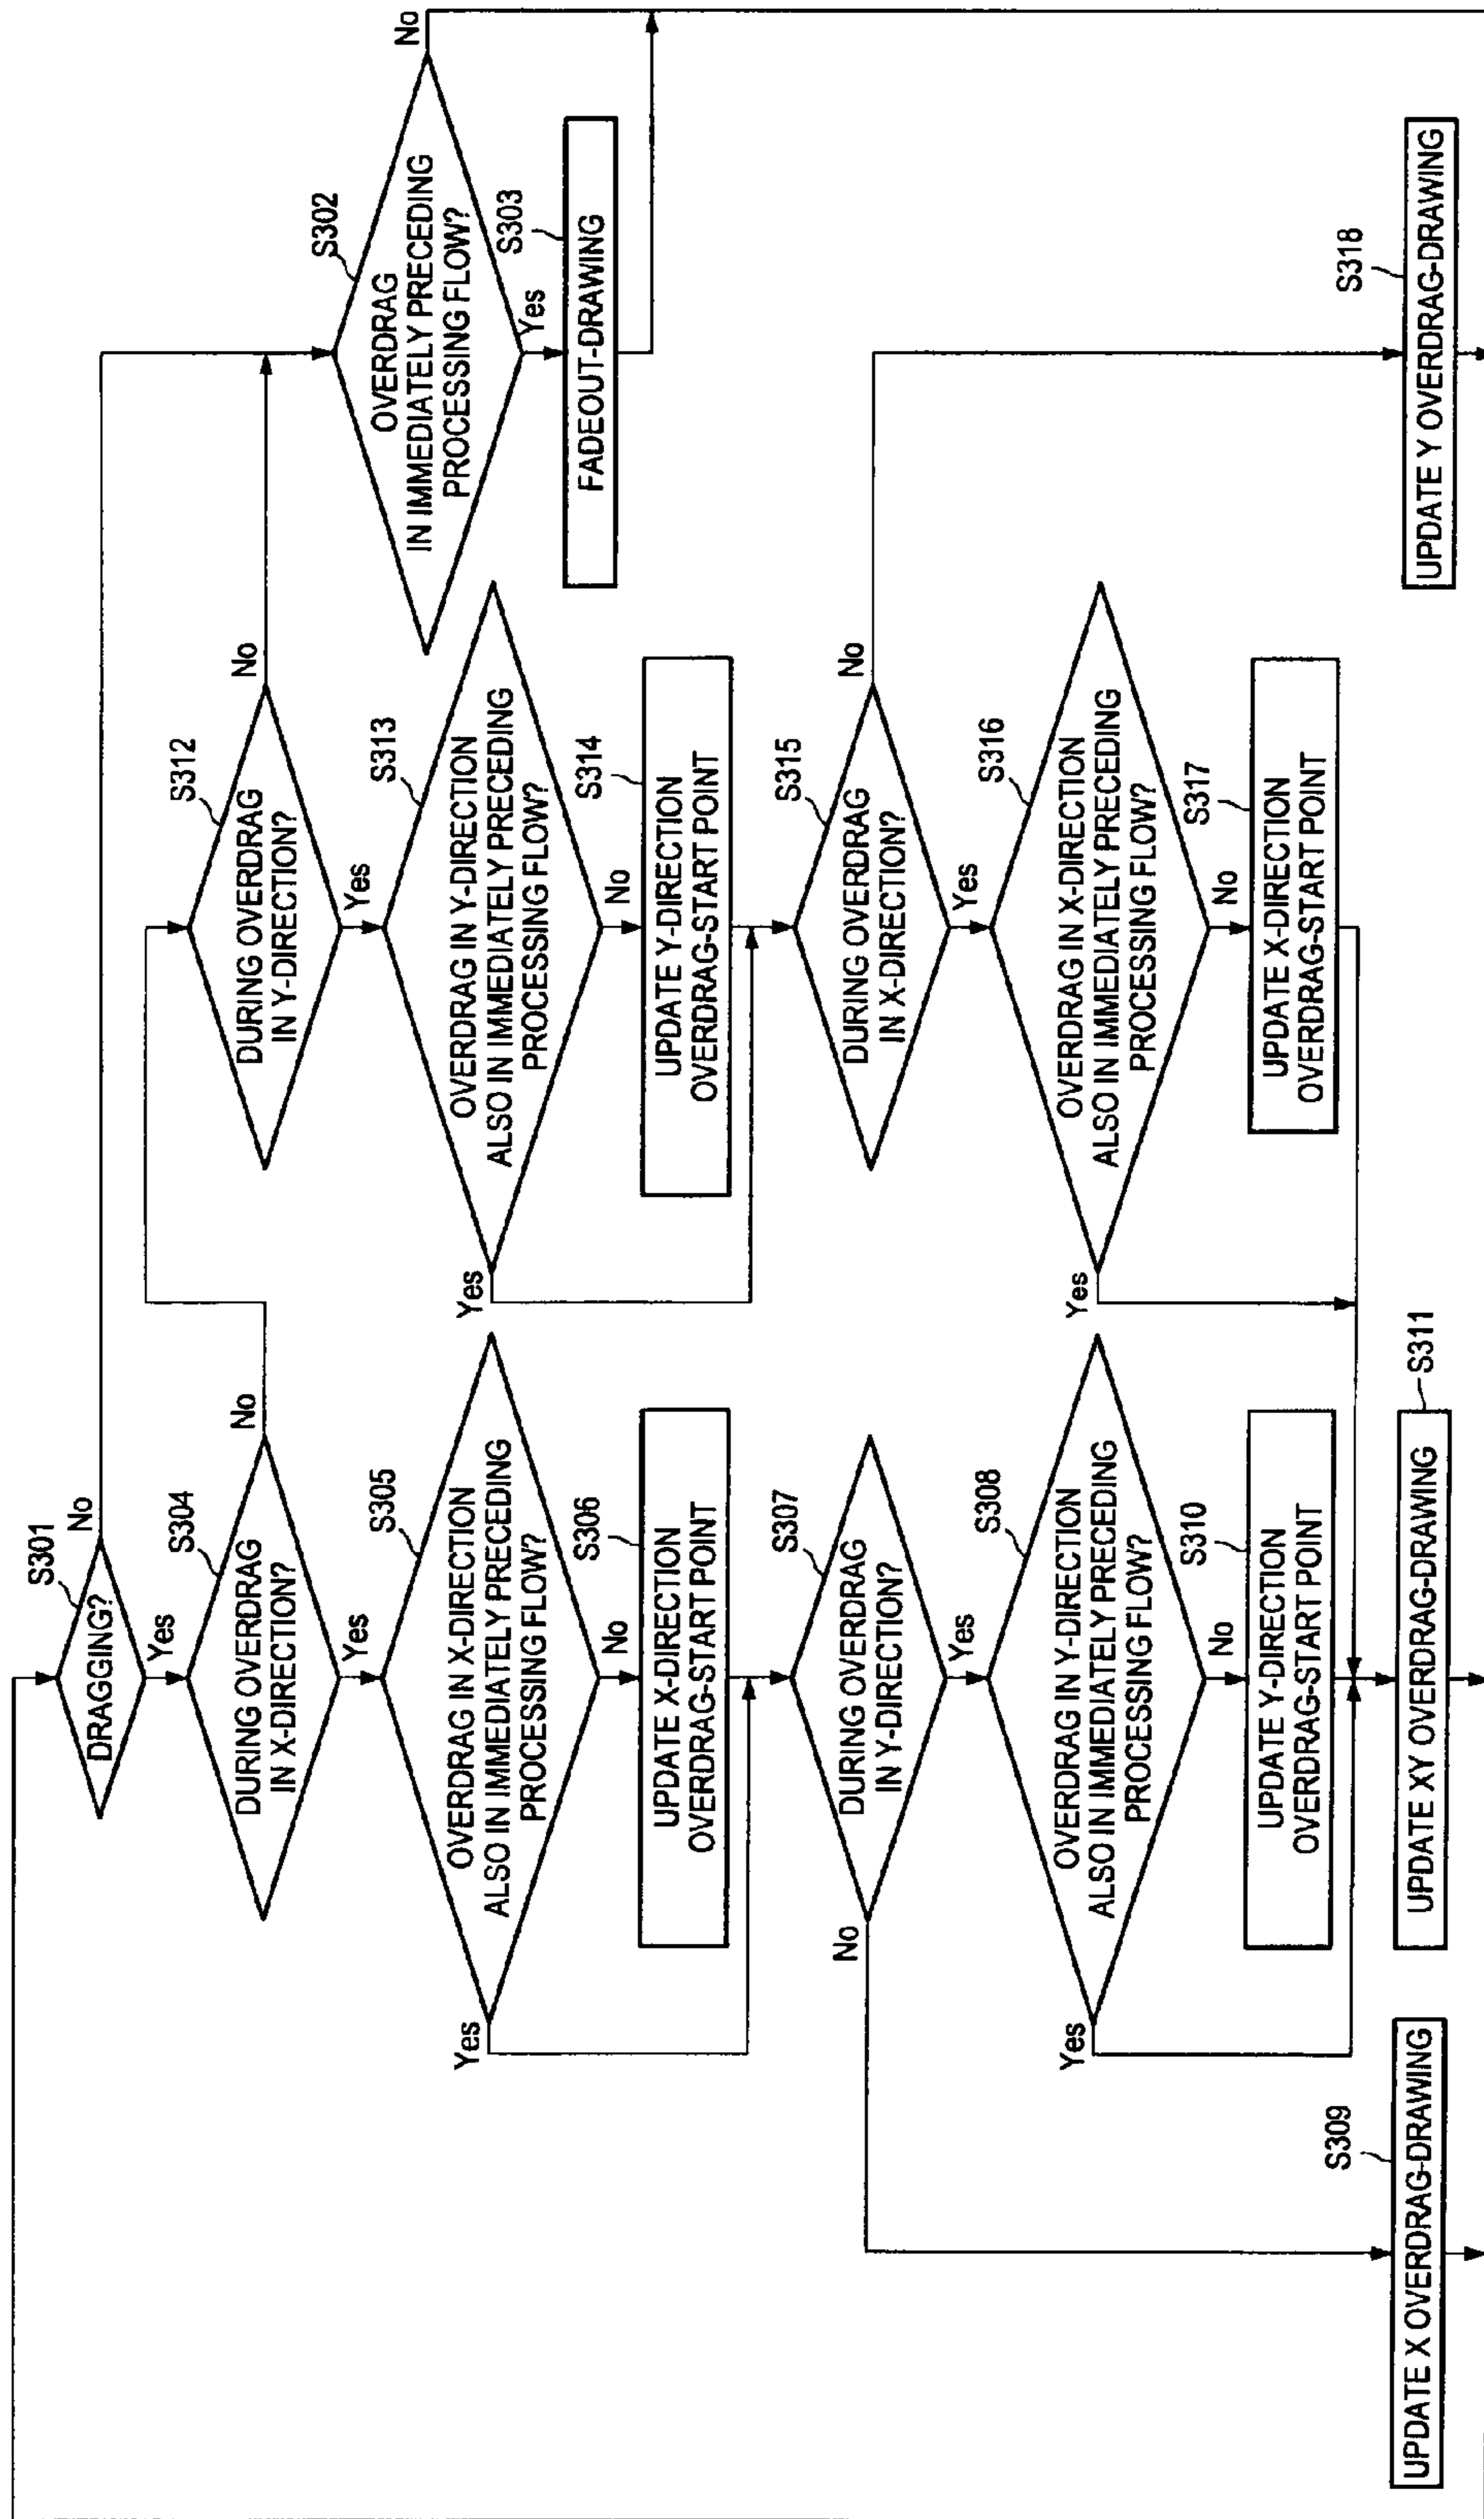 S301
DRAGGING?
No
Yes
S304
DURING OVERDRAG
IN X-DIRECTION?
No
Yes
S305
OVERDRAG IN X-DIRECTION
ALSO IN IMMEDIATELY PRECEDING
PROCESSING FLOW?
Yes
No
S306
UPDATE X-DIRECTION
OVERDRAG-START POINT
S307
DURING OVERDRAG
IN Y-DIRECTION?
No
Yes
S308
OVERDRAG IN Y-DIRECTION
ALSO IN IMMEDIATELY PRECEDING
PROCESSING FLOW?
Yes
No
S310
UPDATE Y-DIRECTION
OVERDRAG-START POINT
S309
UPDATE X OVERDRAG-DRAWING
S311
UPDATE XY OVERDRAG-DRAWING
S312
DURING OVERDRAG
IN Y-DIRECTION?
No
Yes
S313
OVERDRAG IN Y-DIRECTION
ALSO IN IMMEDIATELY PRECEDING
PROCESSING FLOW?
Yes
No
S314
UPDATE Y-DIRECTION
OVERDRAG-START POINT
S315
DURING OVERDRAG
IN X-DIRECTION?
No
Yes
S316
OVERDRAG IN X-DIRECTION
ALSO IN IMMEDIATELY PRECEDING
PROCESSING FLOW?
Yes
No
S317
UPDATE X-DIRECTION
OVERDRAG-START POINT
S302
OVERDRAG
IN IMMEDIATELY PRECEDING
PROCESSING FLOW?
No
Yes
S303
FADEOUT-DRAWING
S318
UPDATE Y OVERDRAG-DRAWING